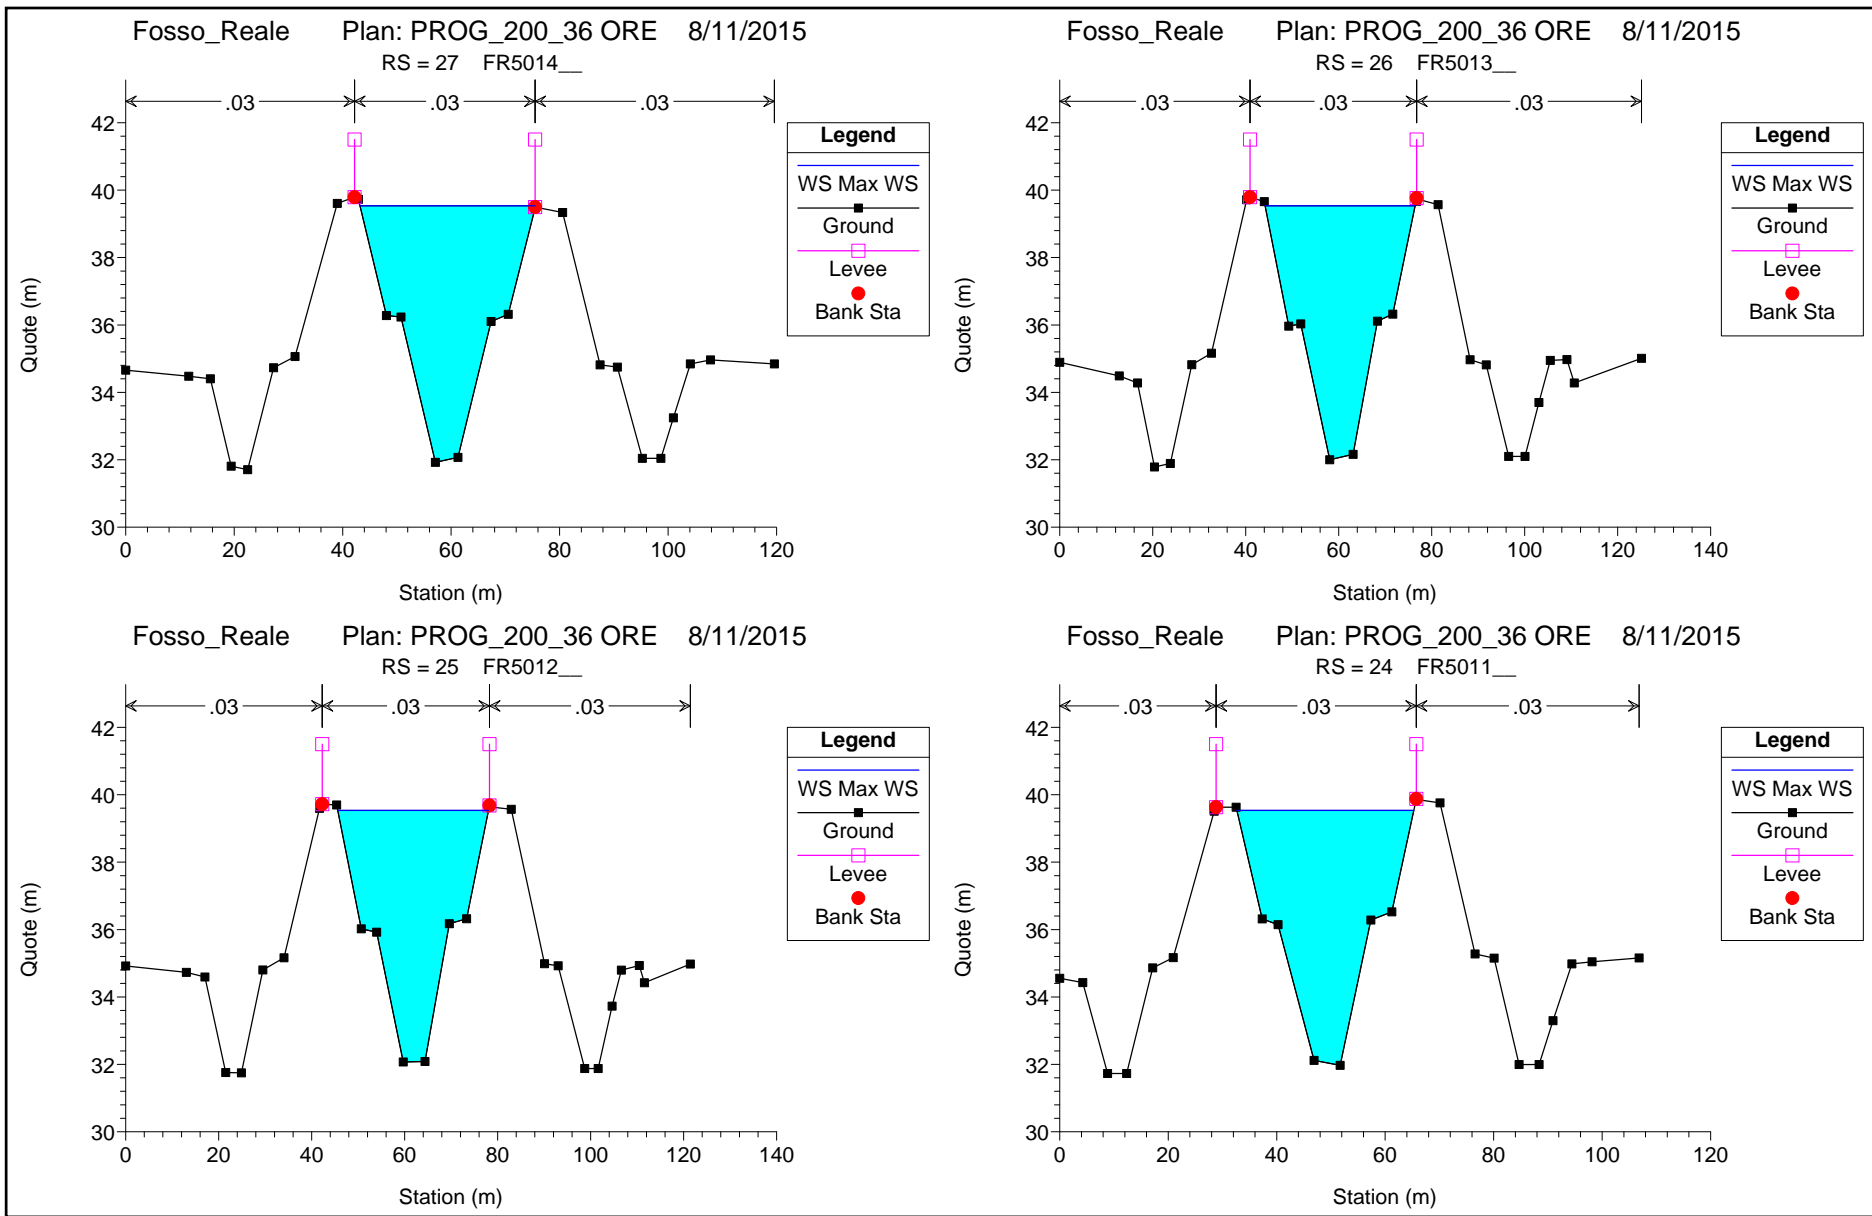 Fosso_Reale Plan: PROG_200_36 ORE 8/11/2015
RS = 27 FR5014__
.03 .03 .03
42
40
38
36
34
32
30
0 20 40 60 80 100 120
Quote (m)
Station (m)
Legend
WS Max WS
Ground
Levee
Bank Sta
Fosso_Reale Plan: PROG_200_36 ORE 8/11/2015
RS = 26 FR5013__
.03 .03 .03
42
40
38
36
34
32
30
0 20 40 60 80 100 120 140
Quote (m)
Station (m)
Legend
WS Max WS
Ground
Levee
Bank Sta
Fosso_Reale Plan: PROG_200_36 ORE 8/11/2015
RS = 25 FR5012__
.03 .03 .03
42
40
38
36
34
32
30
0 20 40 60 80 100 120 140
Quote (m)
Station (m)
Legend
WS Max WS
Ground
Levee
Bank Sta
Fosso_Reale Plan: PROG_200_36 ORE 8/11/2015
RS = 24 FR5011__
.03 .03 .03
42
40
38
36
34
32
30
0 20 40 60 80 100 120
Quote (m)
Station (m)
Legend
WS Max WS
Ground
Levee
Bank Sta